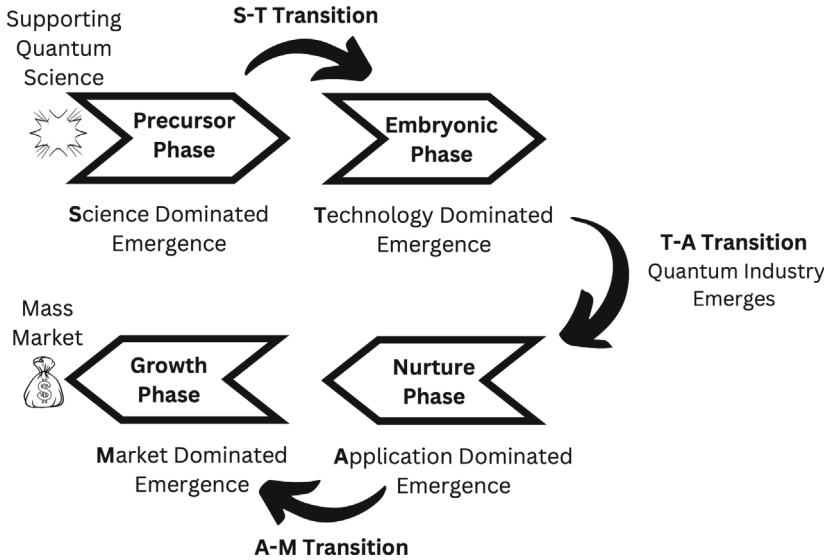 Supporting
Quantum
Science
S-T Transition
Precursor
Phase
Embryonic
Phase
Science Dominated
Emergence
Technology Dominated
Emergence
T-A Transition
Quantum Industry
Emerges
Mass
Market
$
Growth
Phase
Nurture
Phase
Market Dominated
Emergence
Application Dominated
Emergence
A-M Transition